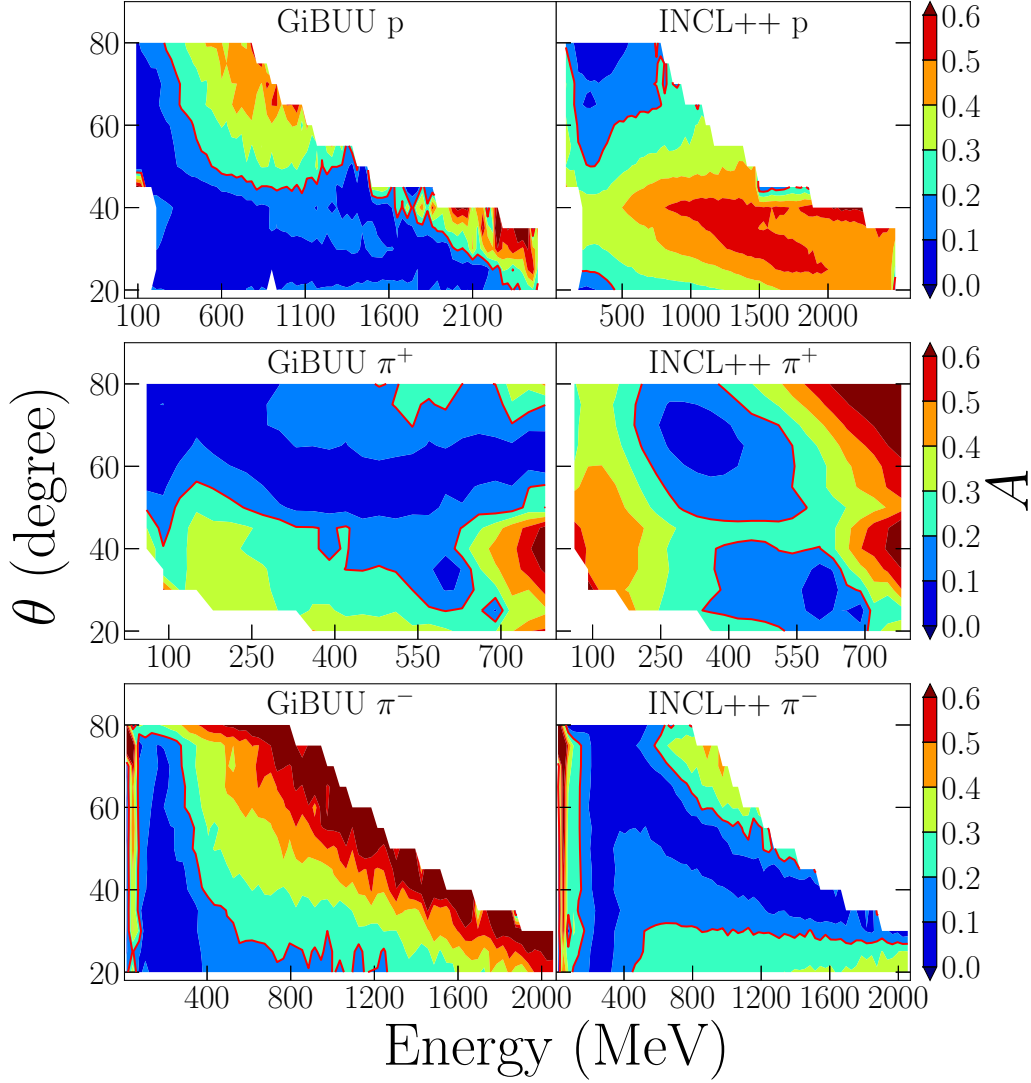 GiBUU p
INCL++ p
80
60
40
20
100 600 1100 1600 2100
500 1000 1500 2000
0.6
0.5
0.4
0.3
0.2
0.1
0.0
GiBUU π⁺
INCL++ π⁺
80
60
40
20
100 250 400 550 700
100 250 400 550 700
0.6
0.5
0.4
0.3
0.2
0.1
0.0
θ (degree)
A
GiBUU π⁻
INCL++ π⁻
80
60
40
20
400 800 1200 1600 2000
400 800 1200 1600 2000
0.6
0.5
0.4
0.3
0.2
0.1
0.0
Energy (MeV)